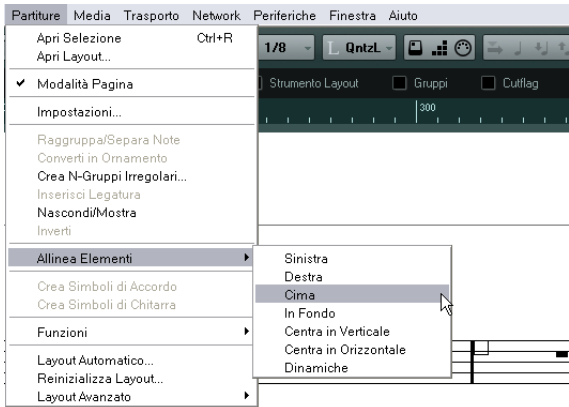 Partiture Media Trasporto Network Periferiche Finestra Aiuto
Apri Selezione Ctrl+R
Apri Layout...
1/8 L QntzL
Modalità Pagina
Strumento Layout Gruppi Cutflag
Impostazioni...
300
Raggruppa/Separa Note
Converti in Ornamento
Crea N-Gruppi Irregolari...
Inserisci Legatura
Nascondi/Mostra
Inverti
Allinea Elementi
Sinistra
Destra
Cima
In Fondo
Centra in Verticale
Centra in Orizzontale
Dinamiche
Crea Simboli di Accordo
Crea Simboli di Chitarra
Funzioni
Layout Automatico...
Reinizializza Layout...
Layout Avanzato